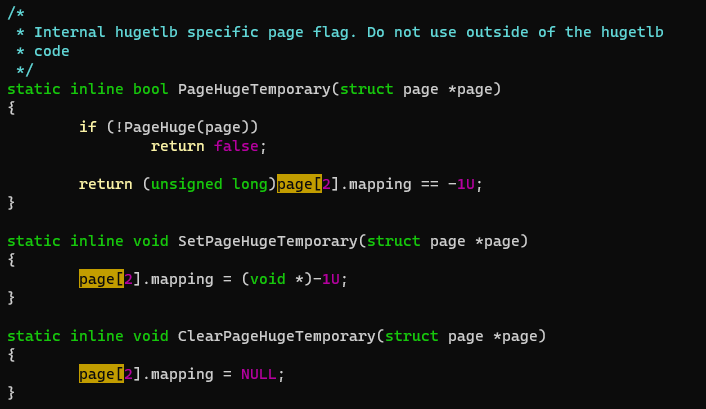 /*
 * Internal hugetlb specific page flag. Do not use outside of the hugetlb
 * code
 */
static inline bool PageHugeTemporary(struct page *page)
{
        if (!PageHuge(page))
                return false;

        return (unsigned long)page[2].mapping == -1U;
}

static inline void SetPageHugeTemporary(struct page *page)
{
        page[2].mapping = (void *)-1U;
}

static inline void ClearPageHugeTemporary(struct page *page)
{
        page[2].mapping = NULL;
}